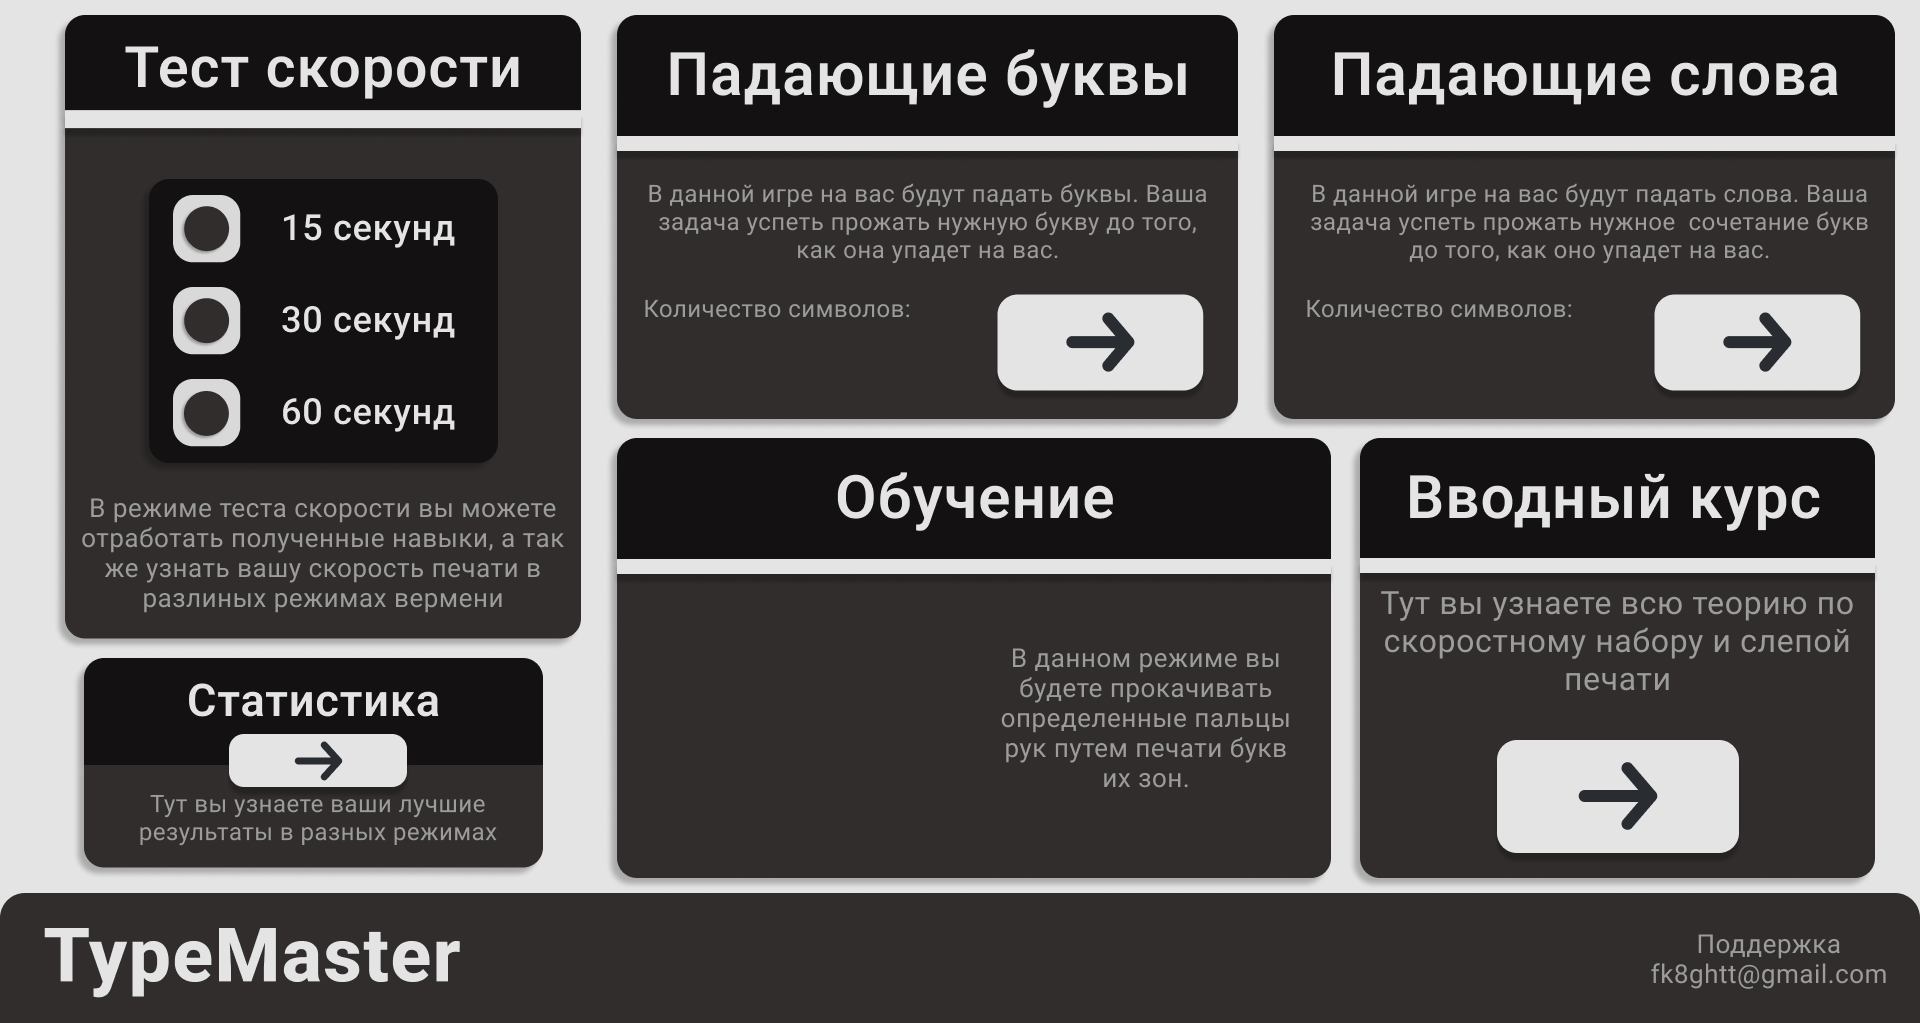 Тест скорости
15 секунд
30 секунд
60 секунд
В режиме теста скорости вы можете
отработать полученные навыки, а так
же узнать вашу скорость печати в
разлиных режимах вермени
Падающие буквы
В данной игре на вас будут падать буквы. Ваша
задача успеть прожать нужную букву до того,
как она упадет на вас.
Количество символов:
Падающие слова
В данной игре на вас будут падать слова. Ваша
задача успеть прожать нужное  сочетание букв
до того, как оно упадет на вас.
Количество символов:
Статистика
Тут вы узнаете ваши лучшие
результаты в разных режимах
Обучение
В данном режиме вы
будете прокачивать
определенные пальцы
рук путем печати букв
их зон.
Вводный курс
Тут вы узнаете всю теорию по
скоростному набору и слепой
печати
TypeMaster
Поддержка
fk8ghtt@gmail.com